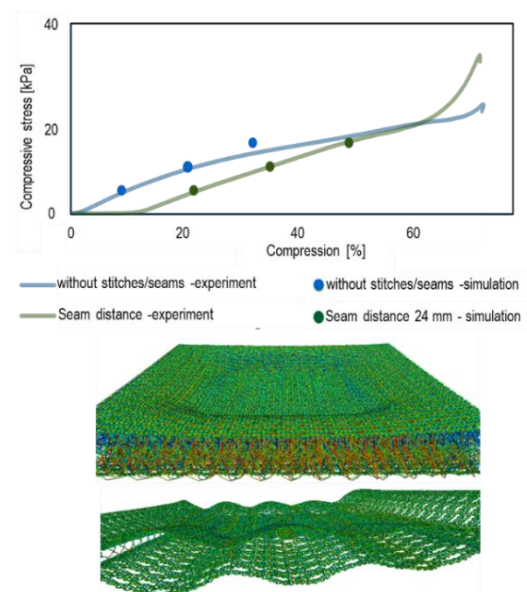 40
Compressive stress [kPa]
20
0
0
20
40
60
Compression [%]
without stitches/seams -experiment
without stitches/seams -simulation
Seam distance -experiment
Seam distance 24 mm - simulation